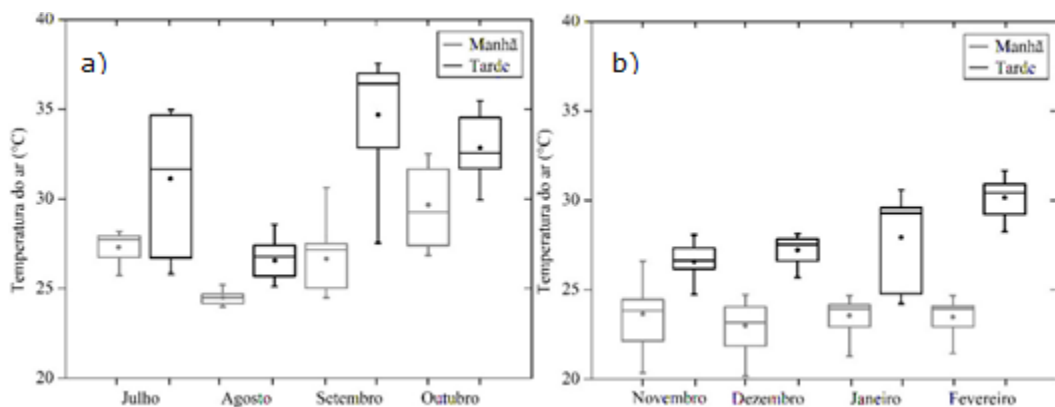 a)
Manhã
Tarde
Temperatura do ar (°C)
40
35
30
25
20
Julho Agosto Setembro Outubro
b)
Manhã
Tarde
Temperatura do ar (°C)
40
35
30
25
20
Novembro Dezembro Janeiro Fevereiro